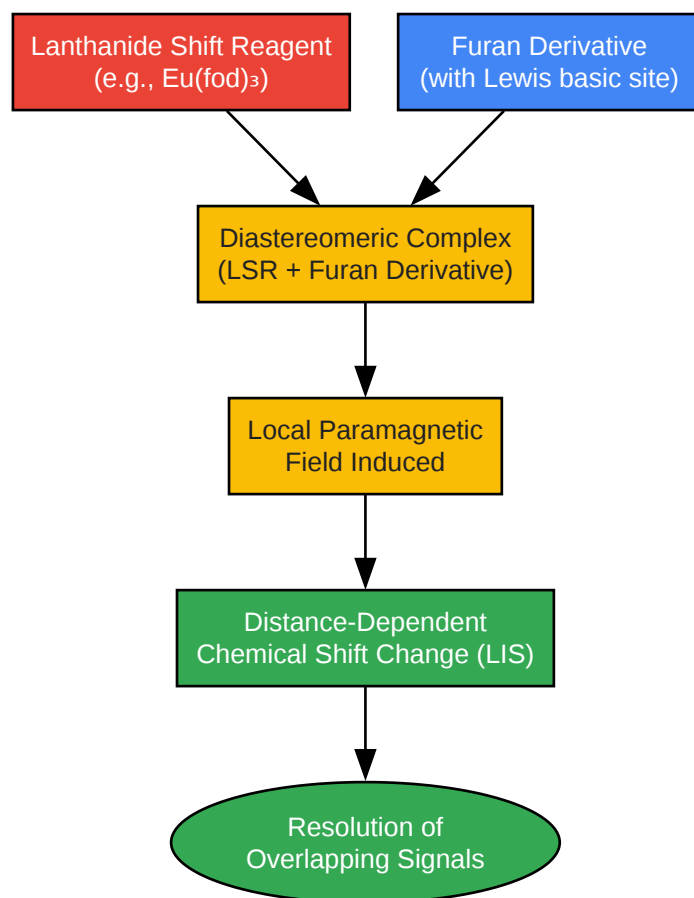 Lanthanide Shift Reagent
(e.g., Eu(fod)₃)
Furan Derivative
(with Lewis basic site)
Diastereomeric Complex
(LSR + Furan Derivative)
Local Paramagnetic
Field Induced
Distance-Dependent
Chemical Shift Change (LIS)
Resolution of
Overlapping Signals